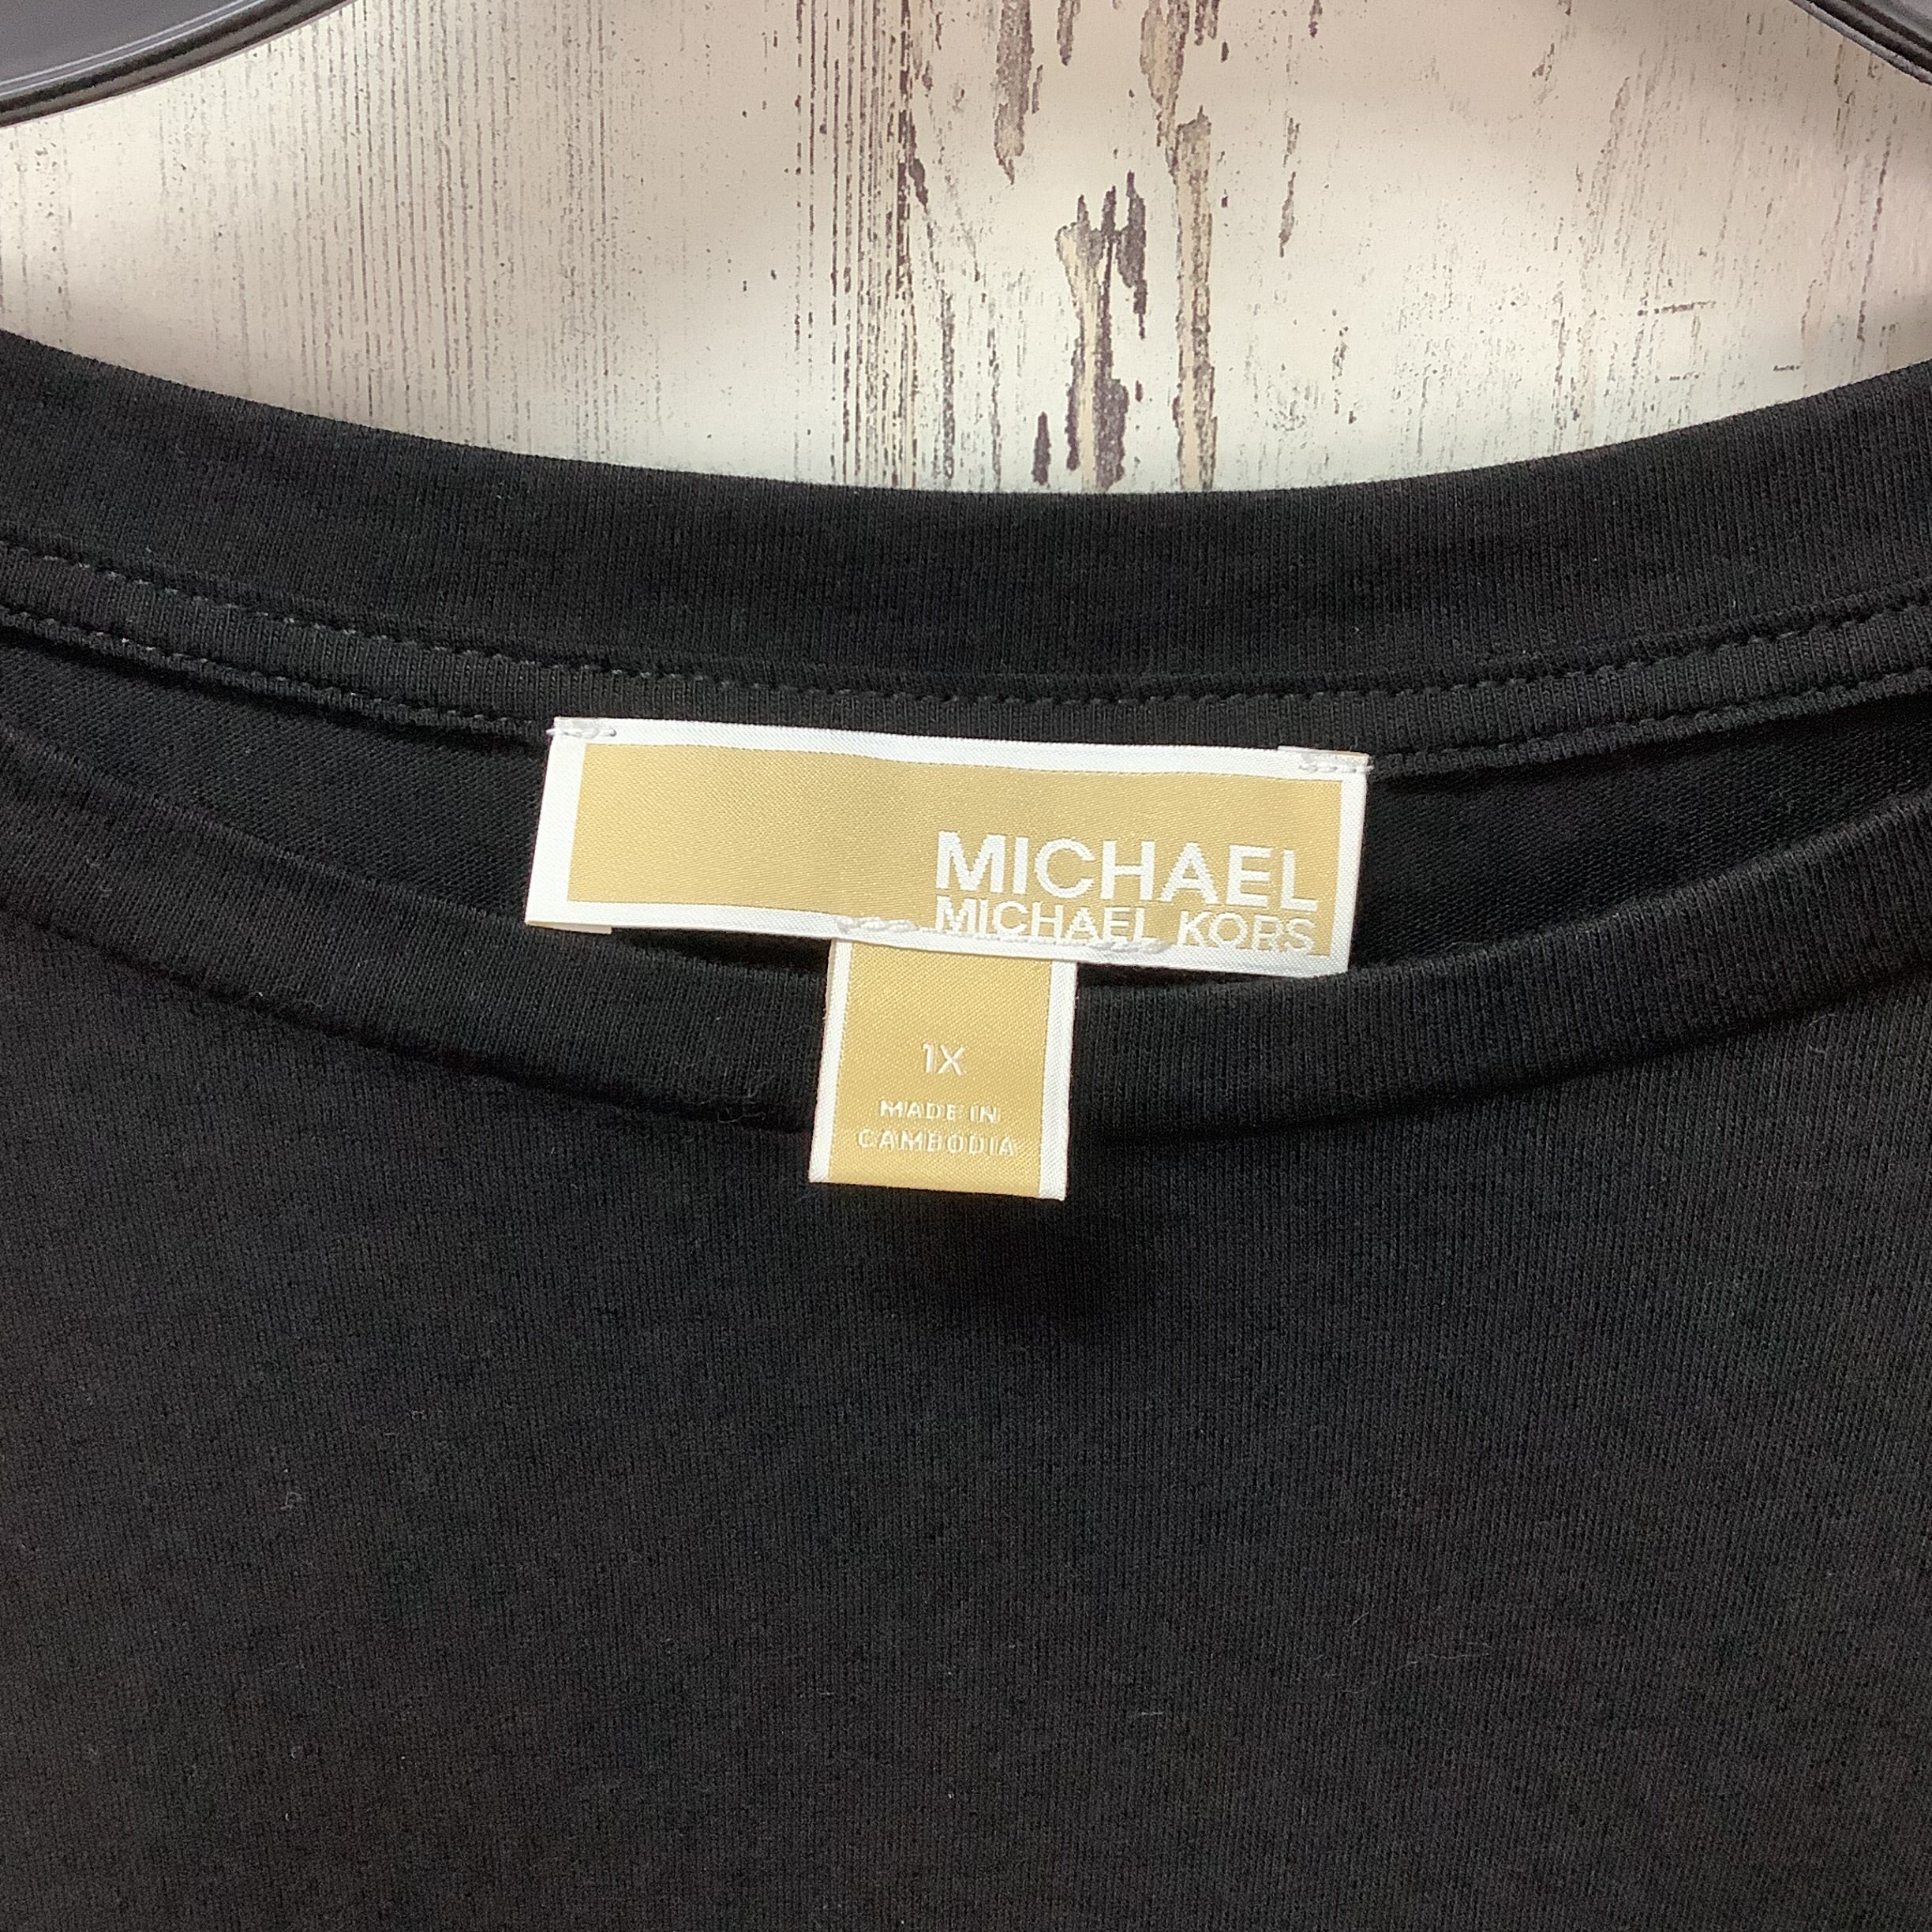 MICHAEL
MICHAEL KORS
1X
MADE IN
CAMBODIA